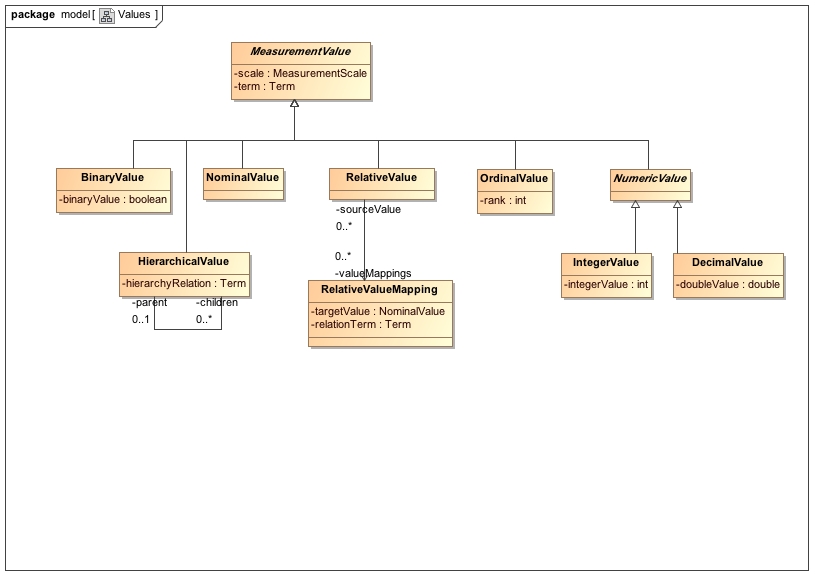 package model[ Values ]
MeasurementValue
-scale : MeasurementScale
-term : Term
BinaryValue
-binaryValue : boolean
NominalValue
RelativeValue
OrdinalValue
-rank : int
NumericValue
-sourceValue
0..*
0..*
-valueMappings
HierarchicalValue
-hierarchyRelation : Term
-parent
-children
0..1
0..*
RelativeValueMapping
-targetValue : NominalValue
-relationTerm : Term
IntegerValue
-integerValue : int
DecimalValue
-doubleValue : double